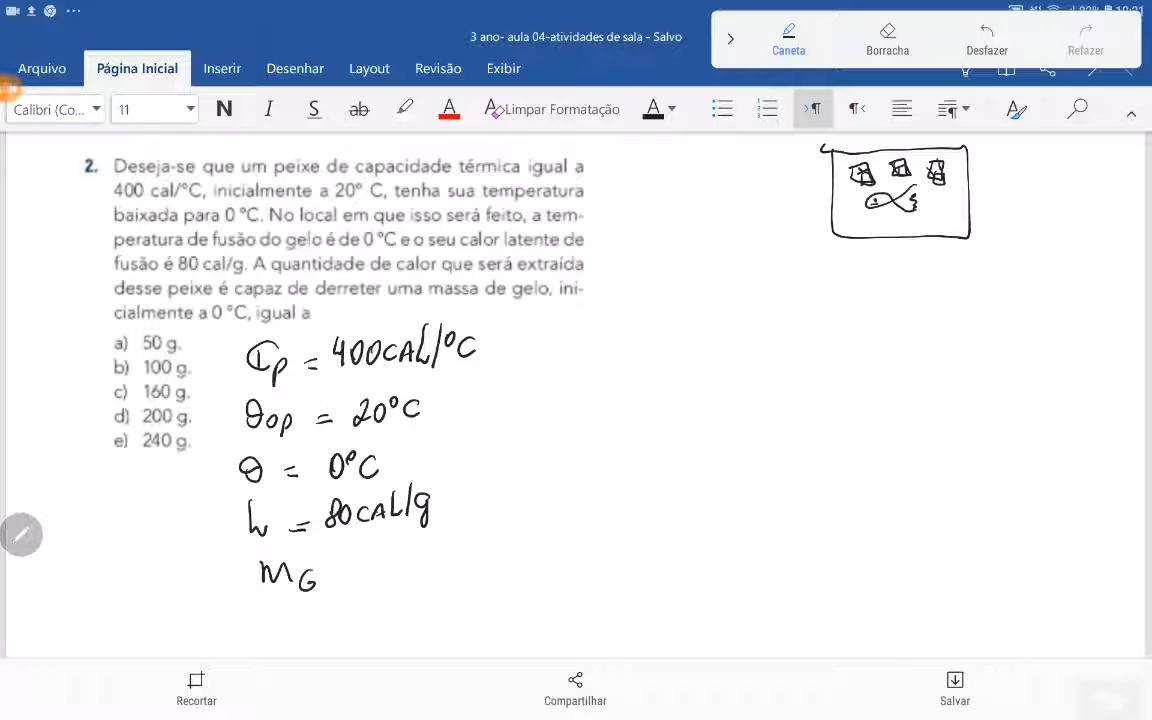 3 ano- aula 04-atividades de sala - Salvo
Caneta
Borracha
Desfazer
Refazer
Arquivo
Página Inicial
Inserir
Desenhar
Layout
Revisão
Exibir
Calibri (Co...
11
N
I
S
ab
A
Limpar Formatação
A
2. Deseja-se que um peixe de capacidade térmica igual a
400 cal/°C, inicialmente a 20° C, tenha sua temperatura
baixada para 0 °C. No local em que isso será feito, a tem-
peratura de fusão do gelo é de 0 °C e o seu calor latente de
fusão é 80 cal/g. A quantidade de calor que será extraída
desse peixe é capaz de derreter uma massa de gelo, ini-
cialmente a 0 °C, igual a
a) 50 g.
b) 100 g.
c) 160 g.
d) 200 g.
e) 240 g.
Cp = 400CAL/°C
θop = 20°C
θ = 0°C
L = 80CAL/g
MG
Recortar
Compartilhar
Salvar